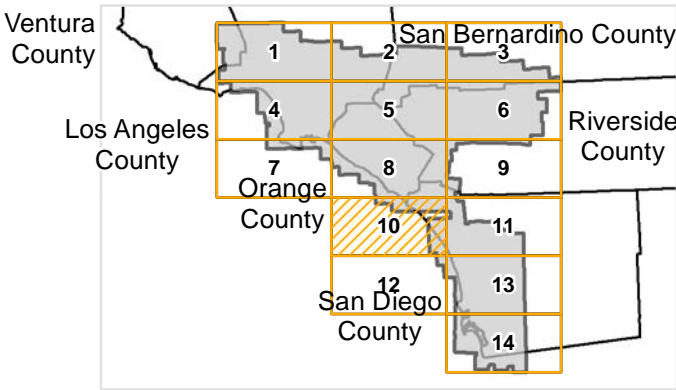 Ventura
County
San Bernardino County
1
2
3
Los Angeles
County
4
5
6
Riverside
County
7
8
9
Orange
County
10
11
12
13
San Diego
County
14